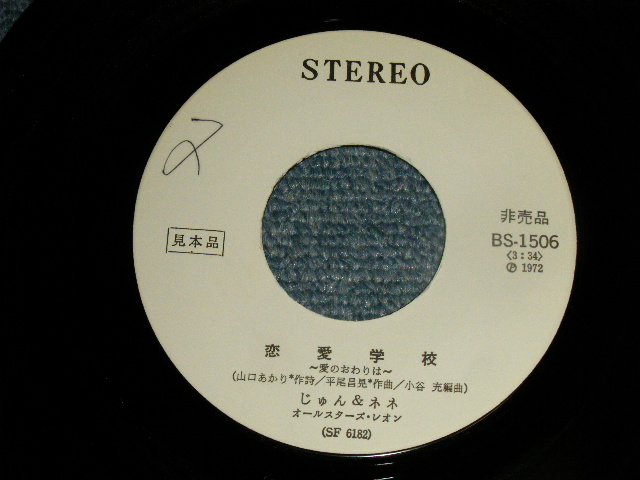 STEREO
見本品
非売品
BS-1506
〈3:34〉
Ⓟ 1972
恋愛学校
〜愛のおわりは〜
(山口あかり*作詩/平尾昌晃*作曲/小谷 充編曲)
じゅん&ネネ
オールスターズ・レオン
(SF 6182)